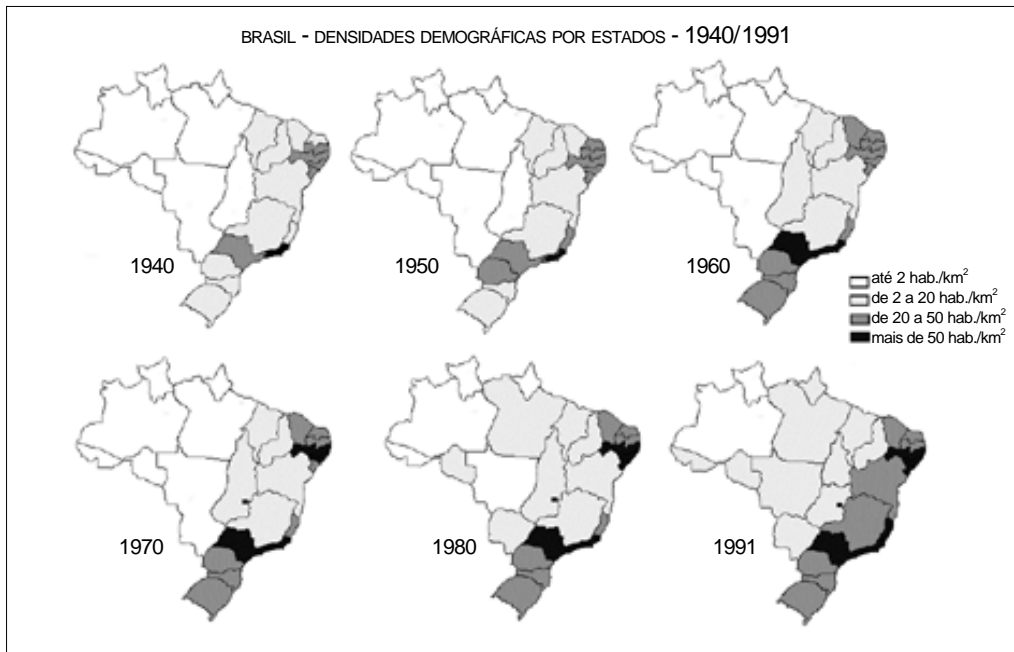 BRASIL - DENSIDADES DEMOGRÁFICAS POR ESTADOS - 1940/1991
1940
1950
1960
até 2 hab./km²
de 2 a 20 hab./km²
de 20 a 50 hab./km²
mais de 50 hab./km²
1970
1980
1991